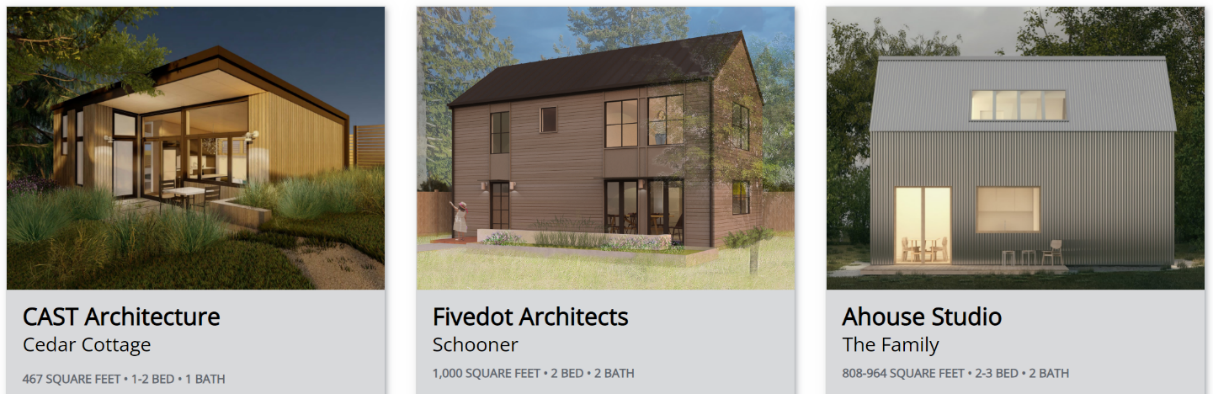 CAST Architecture
Cedar Cottage
467 SQUARE FEET • 1-2 BED • 1 BATH
Fivedot Architects
Schooner
1,000 SQUARE FEET • 2 BED • 2 BATH
Ahouse Studio
The Family
808-964 SQUARE FEET • 2-3 BED • 2 BATH